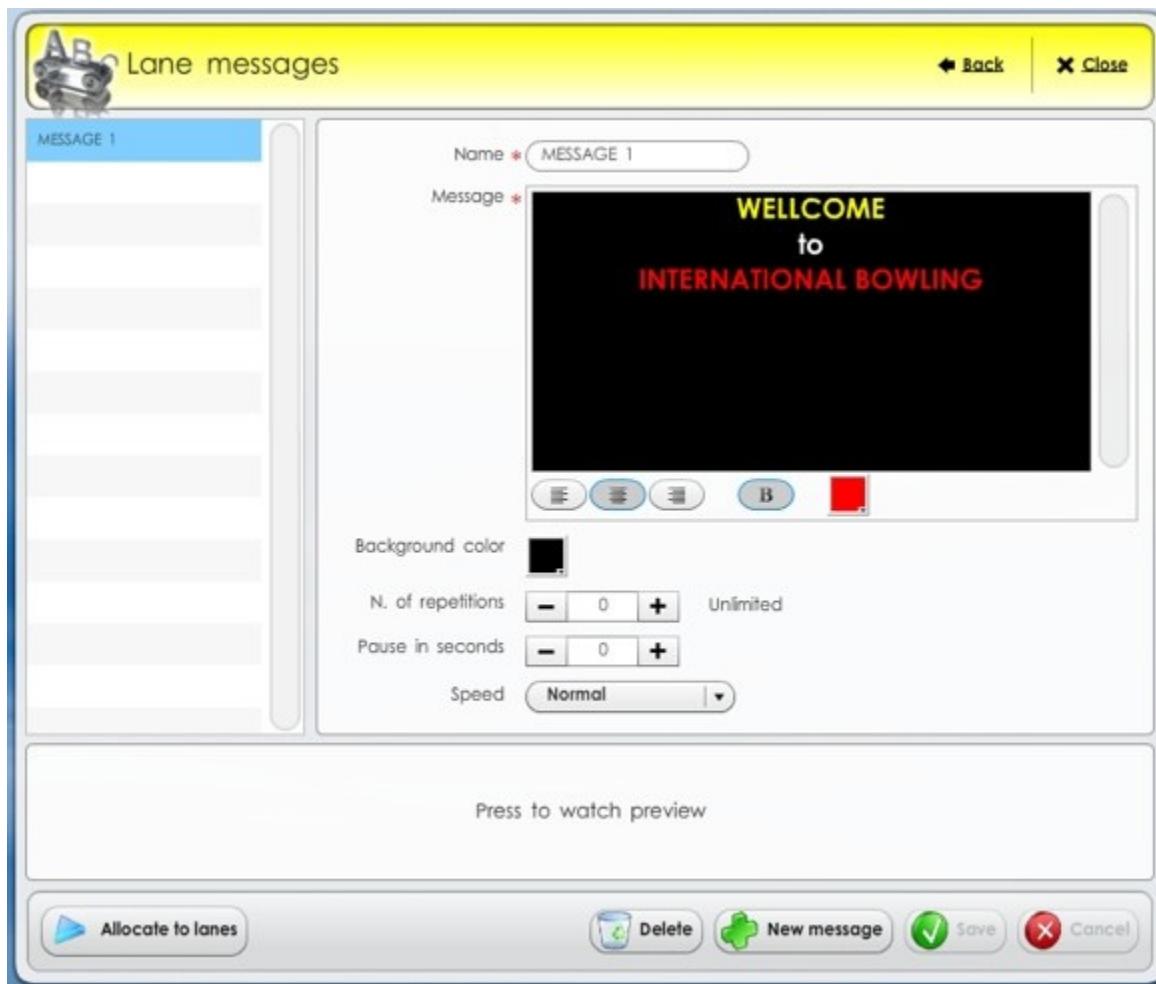 Lane messages
Back
Close
MESSAGE 1
Name * MESSAGE 1
Message *
WELLCOME
to
INTERNATIONAL BOWLING
B
Background color
N. of repetitions - 0 + Unlimited
Pause in seconds - 0 +
Speed Normal
Press to watch preview
Allocate to lanes
Delete
New message
Save
Cancel